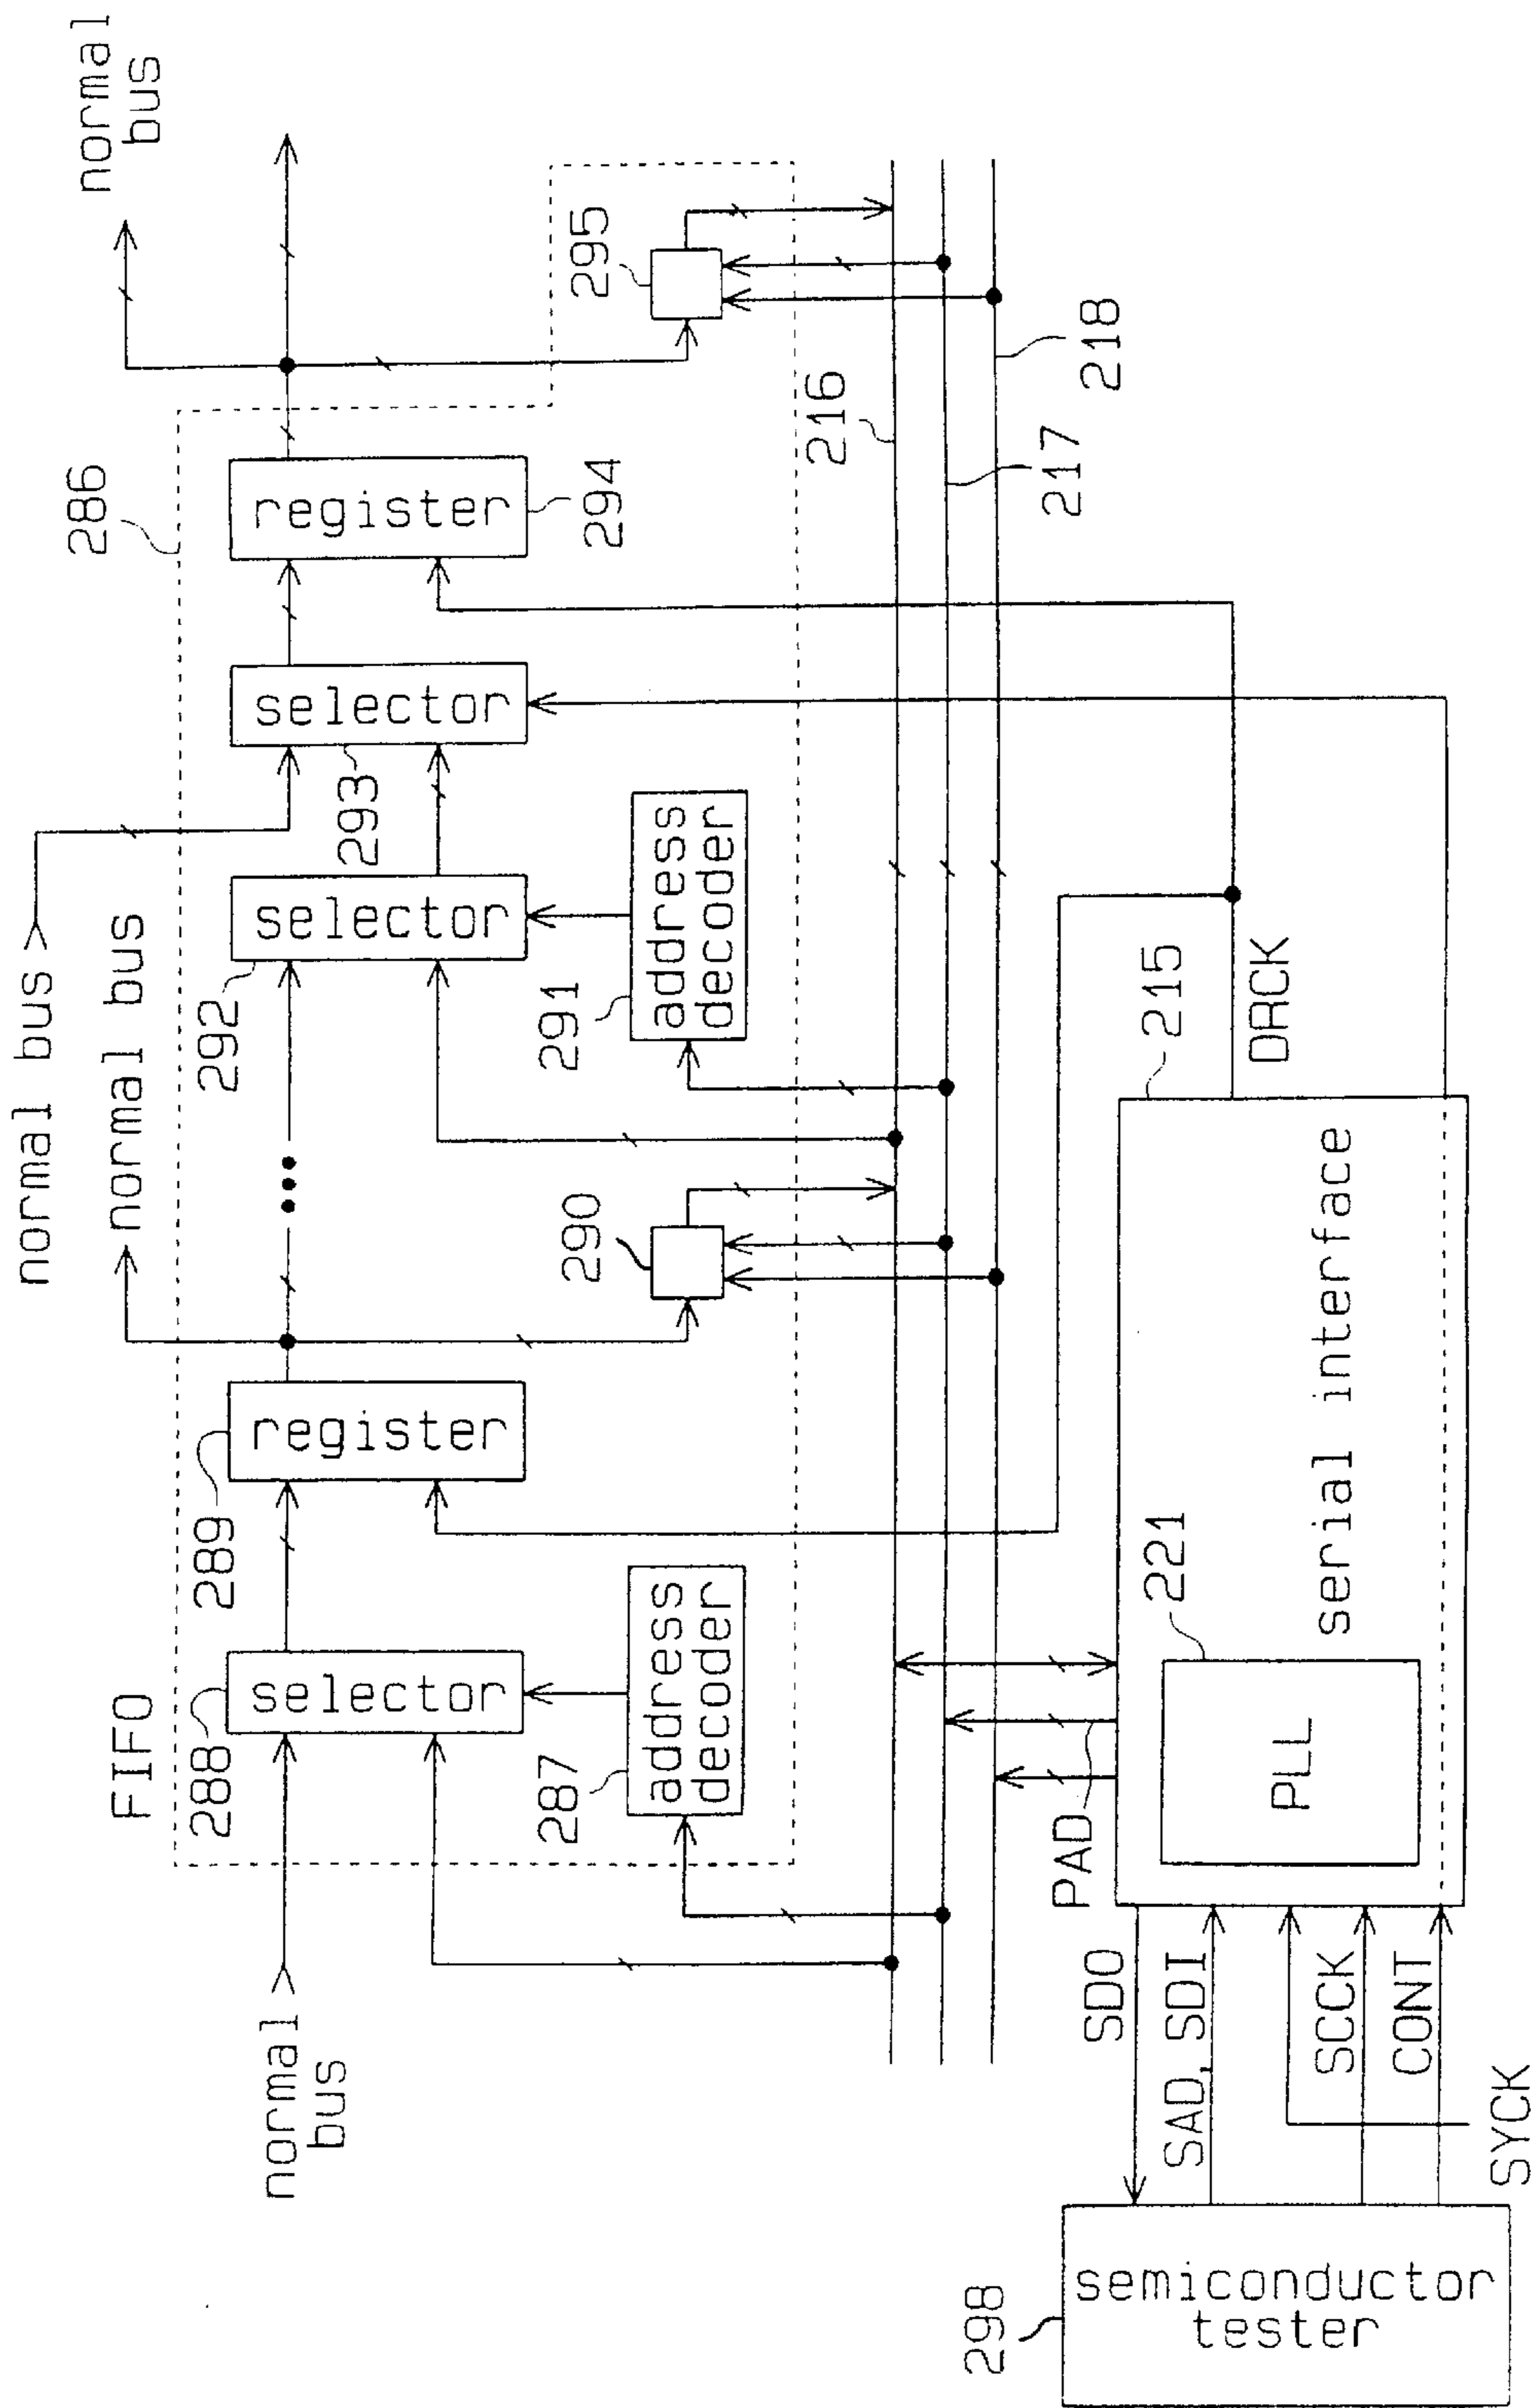 normal
bus
FIFO
288
selector
289
register
287
address
decoder
290
normal bus
normal bus
292
selector
291
address
decoder
293
selector
286
register
294
normal
bus
295
216
217
218
PAD
221
PLL
serial interface
215
DRCK
SDO
SAD, SDI
SCCK
CONT
SYCK
298
semiconductor
tester